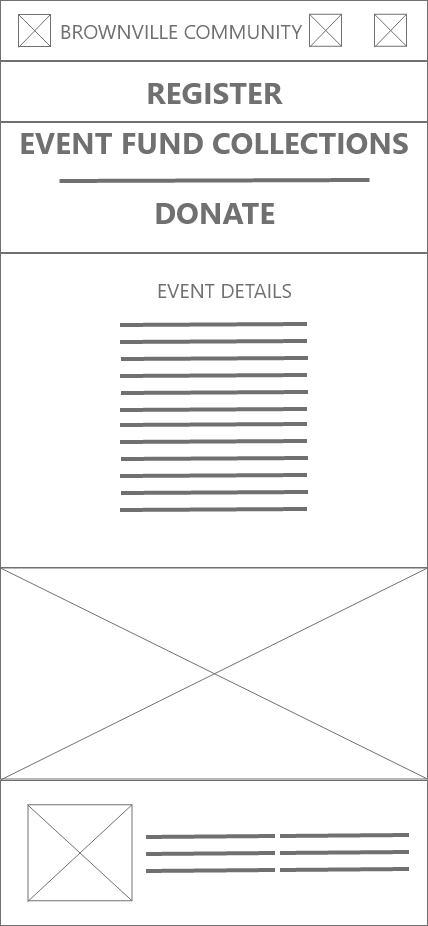 BROWNVILLE COMMUNITY
REGISTER
EVENT FUND COLLECTIONS
DONATE
EVENT DETAILS